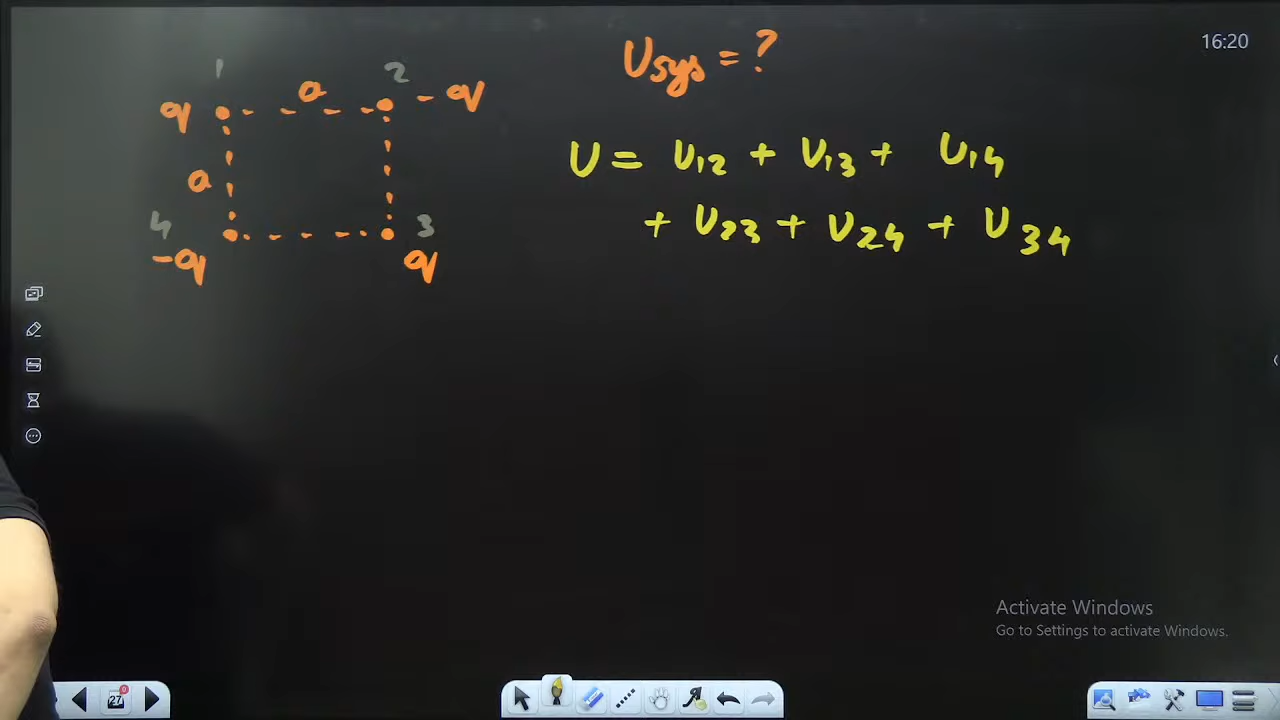 16:20
U sys = ?
1 2
q a - q
U = U12 + U13 + U14
a
4 3
+ U23 + U24 + U34
-q q
27
Activate Windows
Go to Settings to activate Windows.